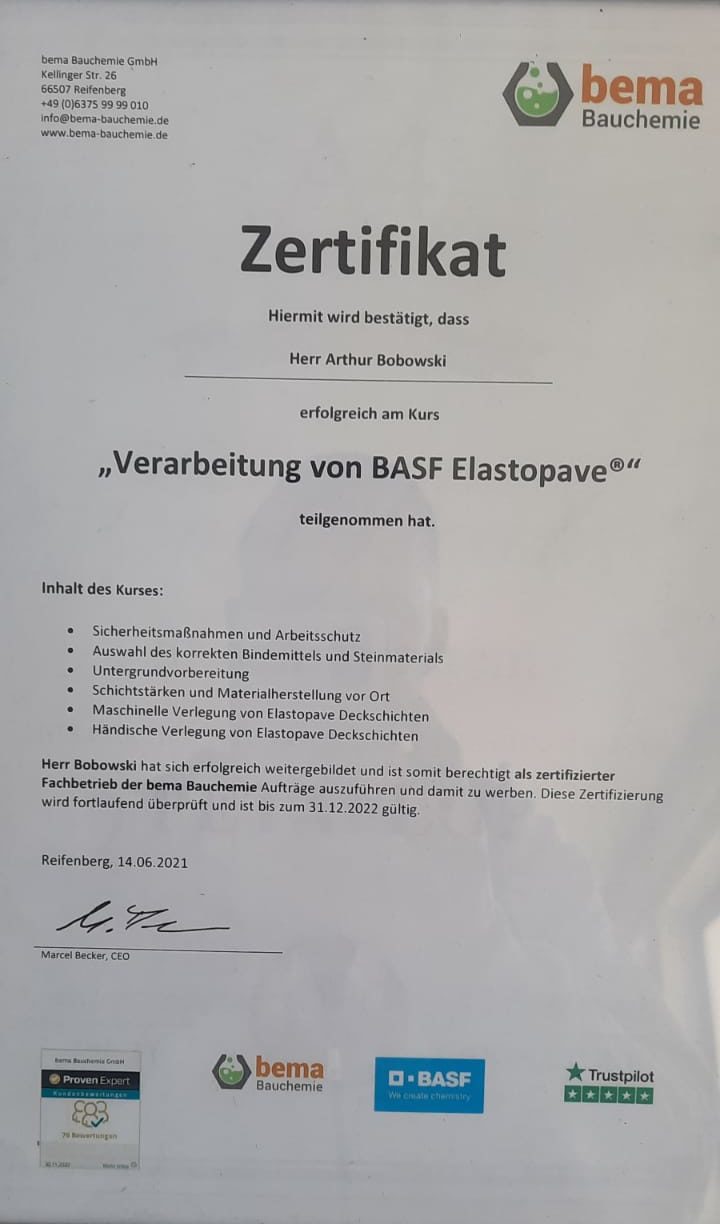 bema Bauchemie GmbH
Kellinger Str. 26
66507 Reifenberg
+49 (0)6375 99 99 010
info@bema-bauchemie.de
www.bema-bauchemie.de
bema
Bauchemie
Zertifikat
Hiermit wird bestätigt, dass
Herr Arthur Bobowski
erfolgreich am Kurs
„Verarbeitung von BASF Elastopave®“
teilgenommen hat.
Inhalt des Kurses:
• Sicherheitsmaßnahmen und Arbeitsschutz
• Auswahl des korrekten Bindemittels und Steinmaterials
• Untergrundvorbereitung
• Schichtstärken und Materialherstellung vor Ort
• Maschinelle Verlegung von Elastopave Deckschichten
• Händische Verlegung von Elastopave Deckschichten
Herr Bobowski hat sich erfolgreich weitergebildet und ist somit berechtigt als zertifizierter
Fachbetrieb der bema Bauchemie Aufträge auszuführen und damit zu werben. Diese Zertifizierung
wird fortlaufend überprüft und ist bis zum 31.12.2022 gültig.
Reifenberg, 14.06.2021
Marcel Becker, CEO
bema Bauchemie GmbH
Proven Expert
Kundenbewertungen
79 Bewertungen
bema
Bauchemie
BASF
We create chemistry
Trustpilot